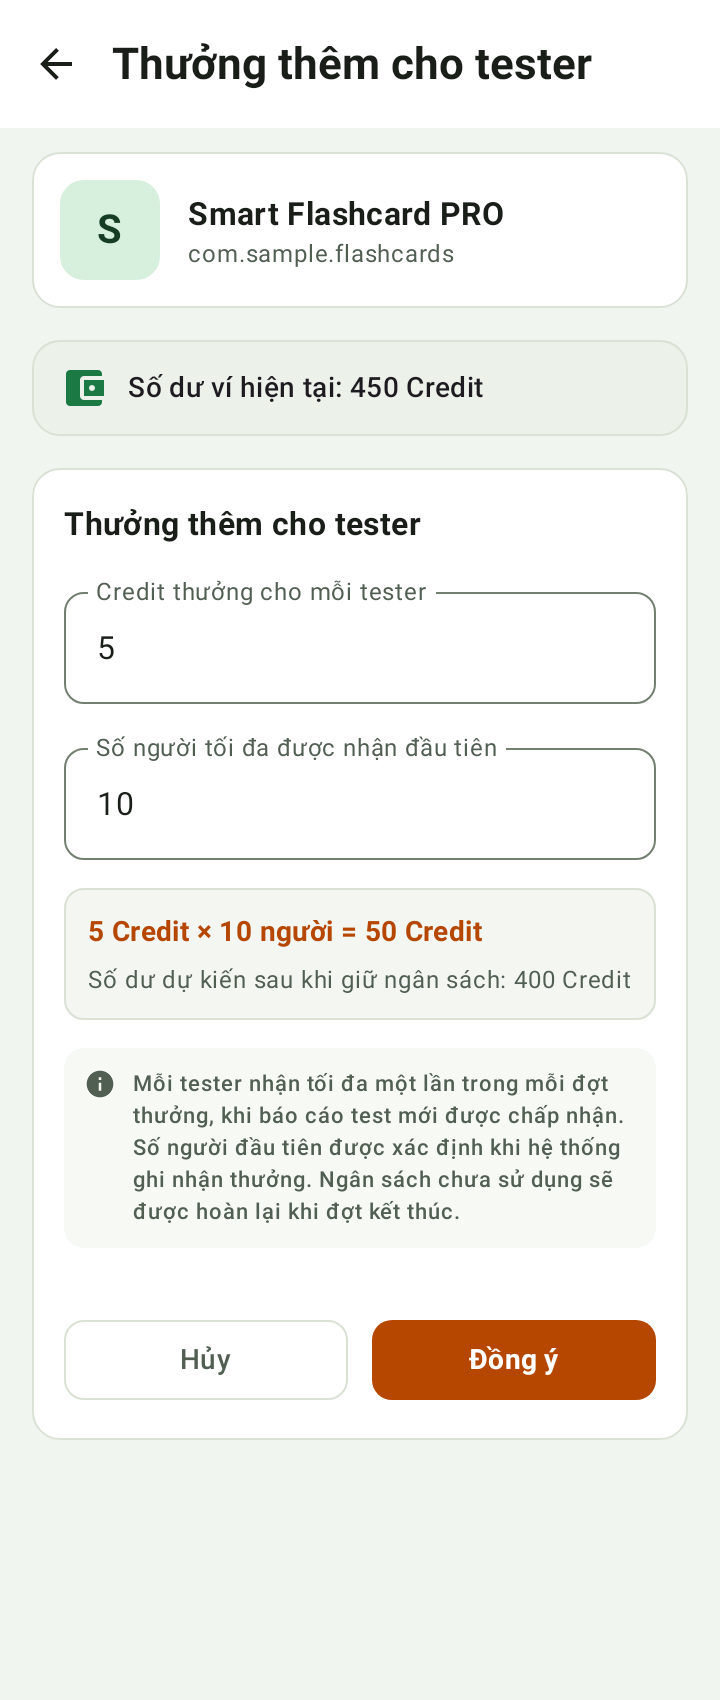 Thưởng thêm cho tester
S
Smart Flashcard PRO
com.sample.flashcards
Số dư ví hiện tại: 450 Credit
Thưởng thêm cho tester
Credit thưởng cho mỗi tester
5
Số người tối đa được nhận đầu tiên
10
5 Credit × 10 người = 50 Credit
Số dư dự kiến sau khi giữ ngân sách: 400 Credit
Mỗi tester nhận tối đa một lần trong mỗi đợt
thưởng, khi báo cáo test mới được chấp nhận.
Số người đầu tiên được xác định khi hệ thống
ghi nhận thưởng. Ngân sách chưa sử dụng sẽ
được hoàn lại khi đợt kết thúc.
Hủy
Đồng ý